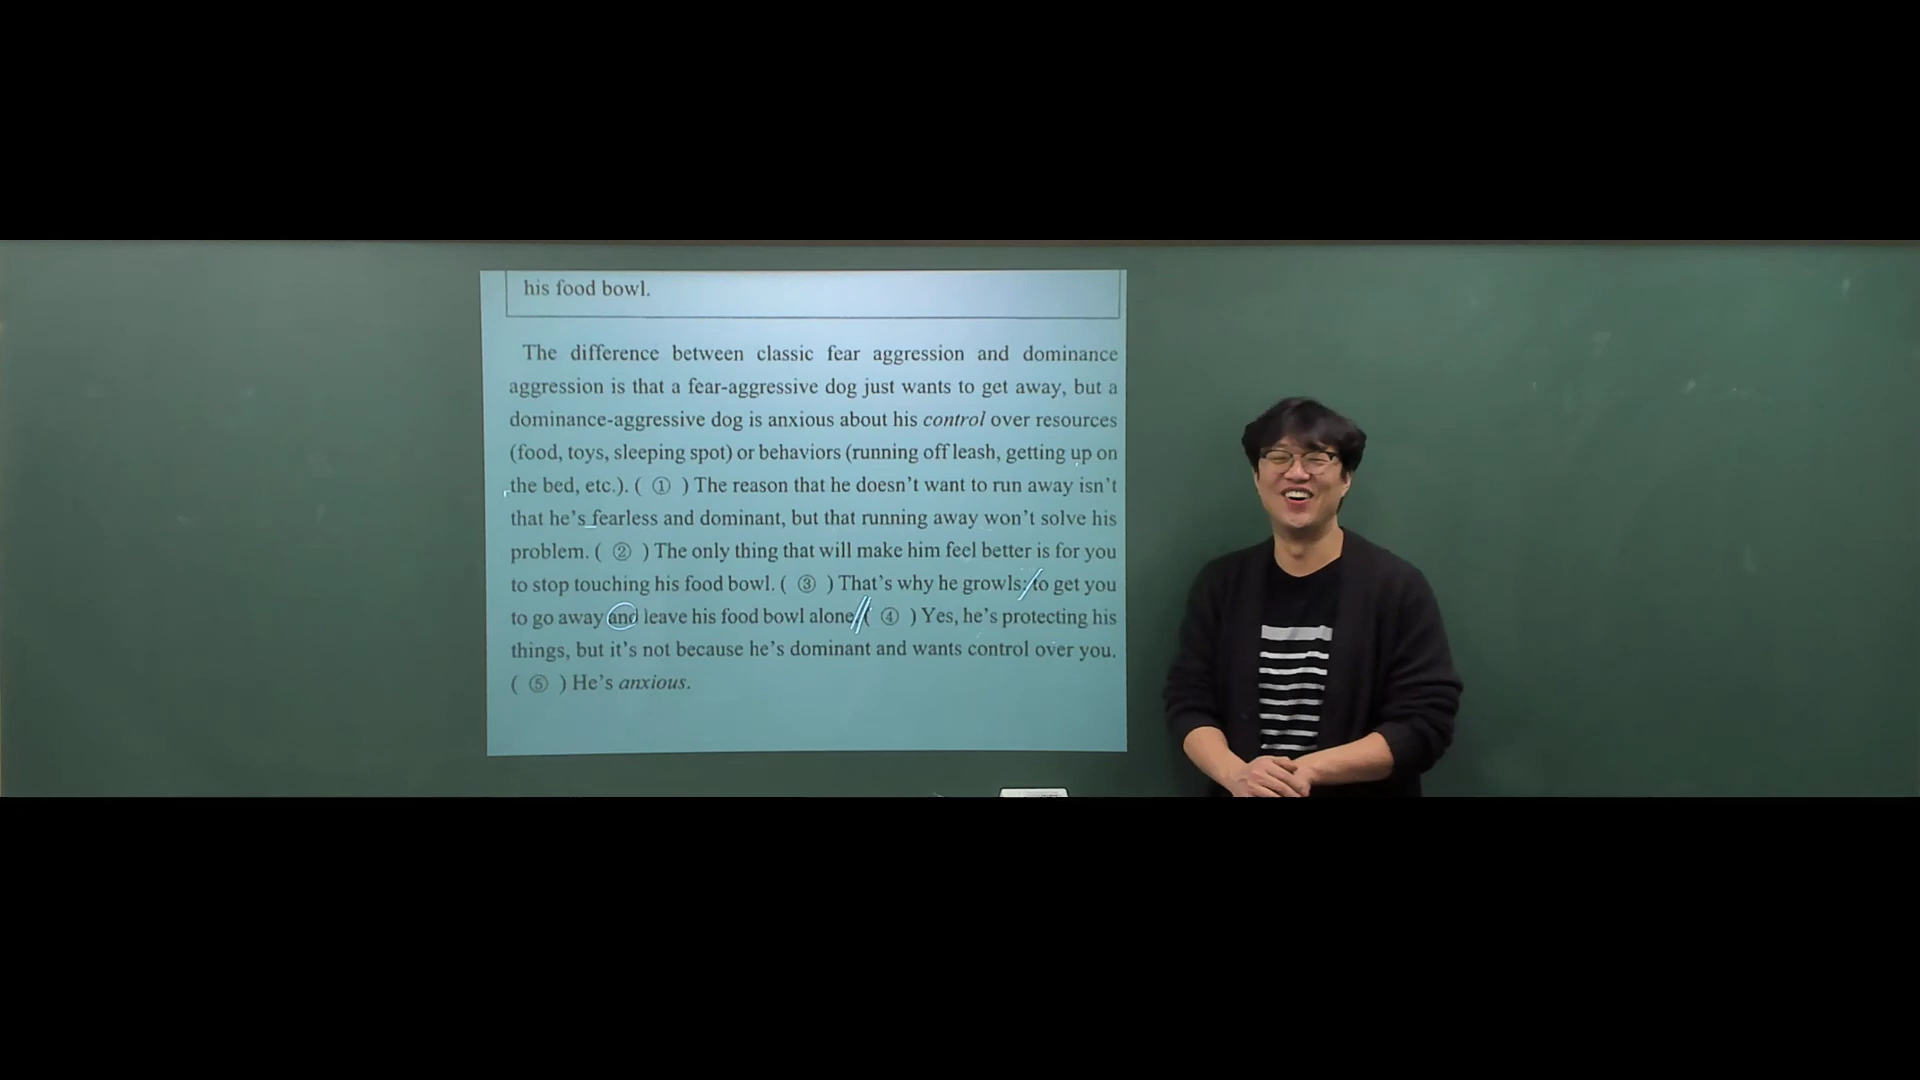 his food bowl.
The difference between classic fear aggression and dominance
aggression is that a fear-aggressive dog just wants to get away, but a
dominance-aggressive dog is anxious about his control over resources
(food, toys, sleeping spot) or behaviors (running off leash, getting up on
the bed, etc.). ( ① ) The reason that he doesn't want to run away isn't
that he's fearless and dominant, but that running away won't solve his
problem. ( ② ) The only thing that will make him feel better is for you
to stop touching his food bowl. ( ③ ) That's why he growls: to get you
to go away and leave his food bowl alone. ( ④ ) Yes, he's protecting his
things, but it's not because he's dominant and wants control over you.
( ⑤ ) He's anxious.